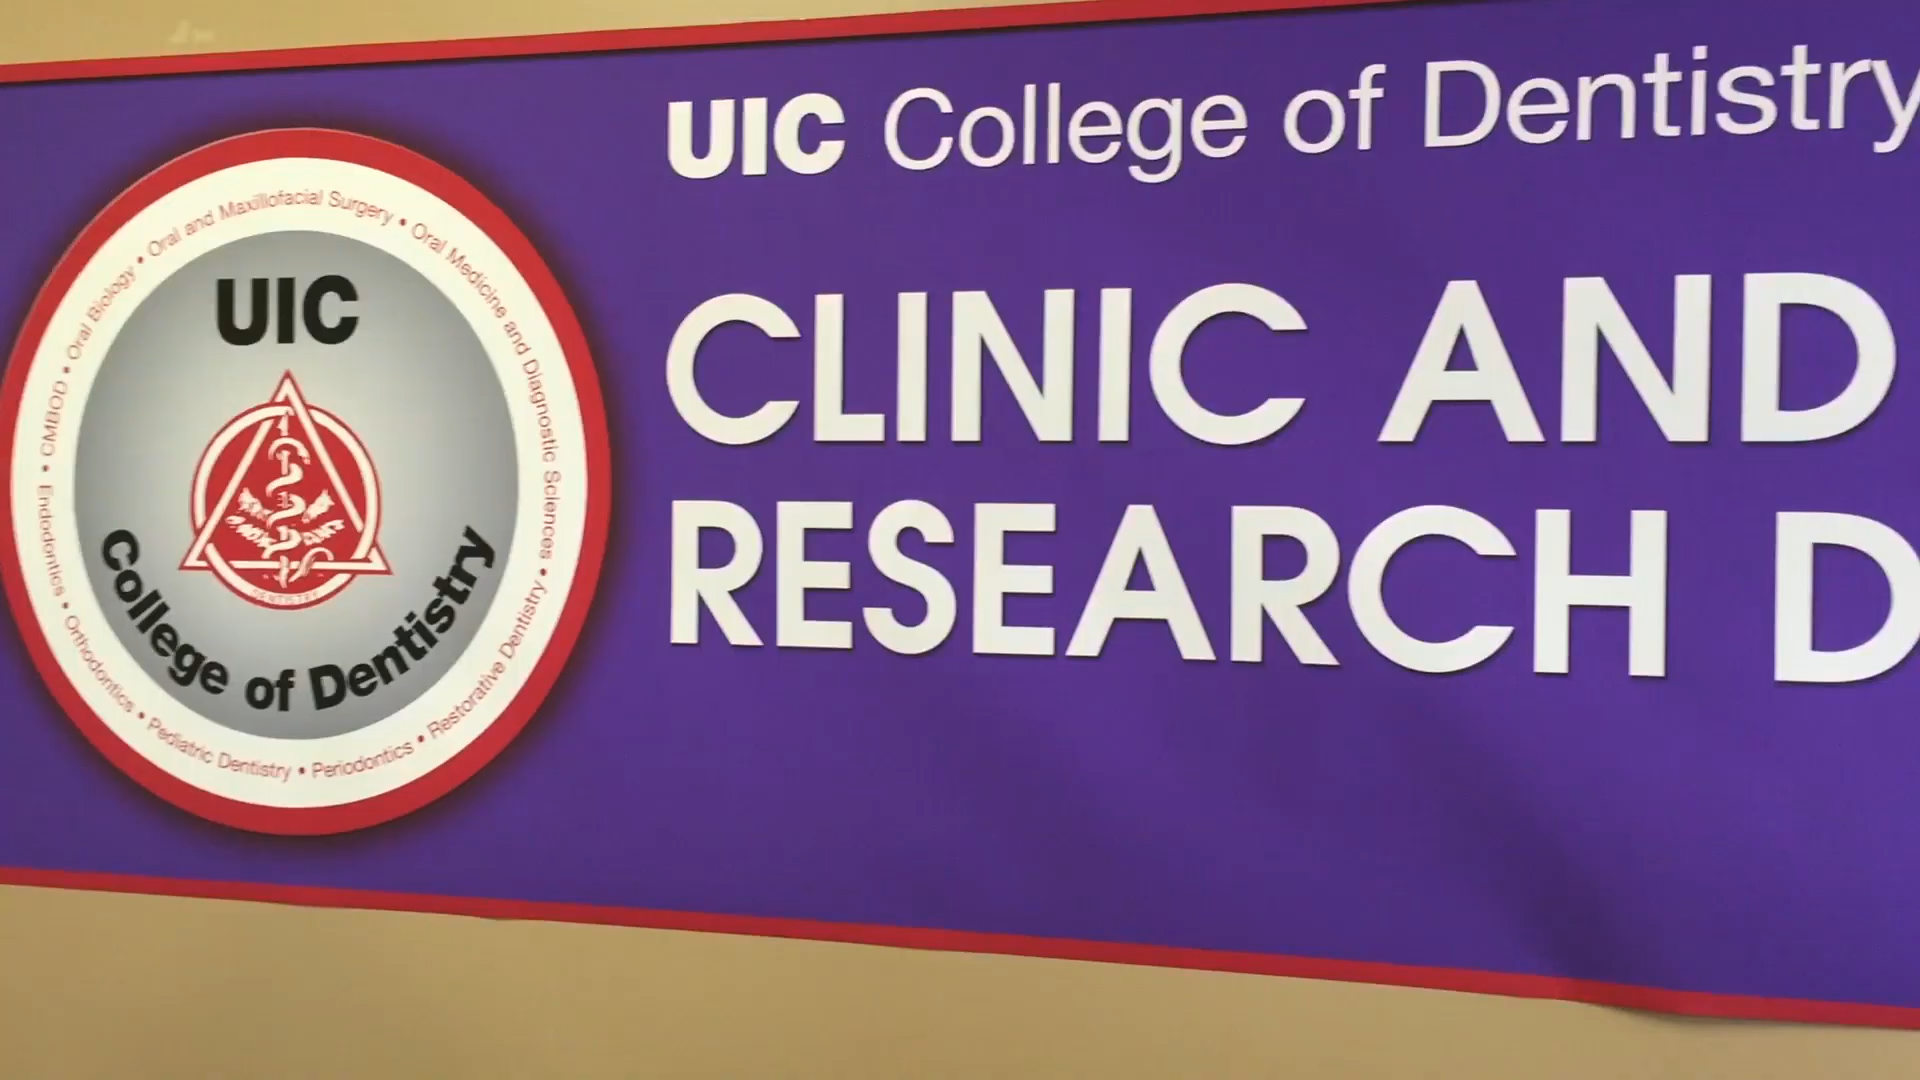 UIC College of Dentistry
CLINIC AND
RESEARCH D
UIC
College of Dentistry
DENTISTRY
• CMBOD • Oral Biology • Oral and Maxillofacial Surgery • Oral Medicine and Diagnostic Sciences • Restorative Dentistry • Periodontics • Pediatric Dentistry • Orthodontics • Endodontics